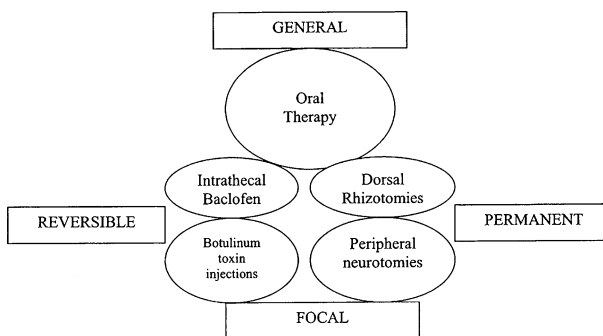 GENERAL
Oral
Therapy
Intrathecal
Baclofen
Dorsal
Rhizotomies
REVERSIBLE
PERMANENT
Botulinum
toxin
injections
Peripheral
neurotomies
FOCAL